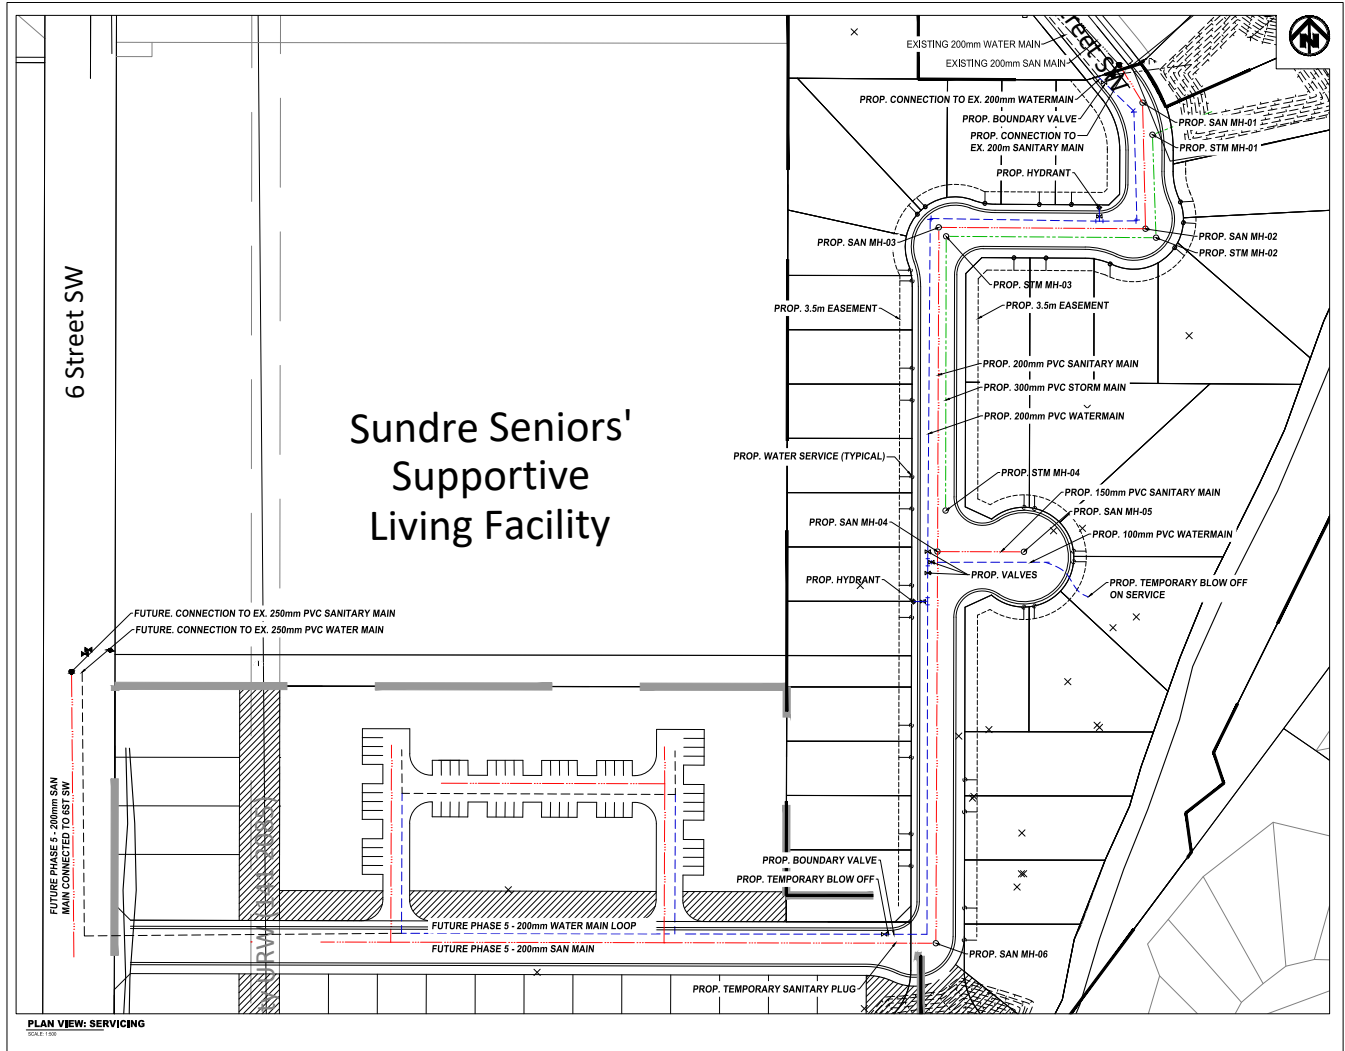 Street SW
N
EXISTING 200mm WATER MAIN
EXISTING 200mm SAN MAIN
PROP. CONNECTION TO EX. 200mm WATERMAIN
PROP. BOUNDARY VALVE
PROP. CONNECTION TO
EX. 200m SANITARY MAIN
PROP. HYDRANT
PROP. SAN MH-01
PROP. STM MH-01
PROP. SAN MH-03
PROP. SAN MH-02
PROP. STM MH-02
PROP. STM MH-03
PROP. 3.5m EASEMENT
PROP. 3.5m EASEMENT
6 Street SW
PROP. 200mm PVC SANITARY MAIN
PROP. 300mm PVC STORM MAIN
PROP. 200mm PVC WATERMAIN
Sundre Seniors'
Supportive
Living Facility
PROP. WATER SERVICE (TYPICAL)
PROP. STM MH-04
PROP. 150mm PVC SANITARY MAIN
PROP. SAN MH-05
PROP. SAN MH-04
PROP. 100mm PVC WATERMAIN
PROP. VALVES
PROP. HYDRANT
PROP. TEMPORARY BLOW OFF
ON SERVICE
FUTURE. CONNECTION TO EX. 250mm PVC SANITARY MAIN
FUTURE. CONNECTION TO EX. 250mm PVC WATER MAIN
FUTURE PHASE 5 - 200mm SAN
MAIN CONNECTED TO 6ST SW
PROP. BOUNDARY VALVE
PROP. TEMPORARY BLOW OFF
FUTURE PHASE 5 - 200mm WATER MAIN LOOP
FUTURE PHASE 5 - 200mm SAN MAIN
PROP. SAN MH-06
PROP. TEMPORARY SANITARY PLUG
PLAN VIEW: SERVICING
SCALE: 1:500